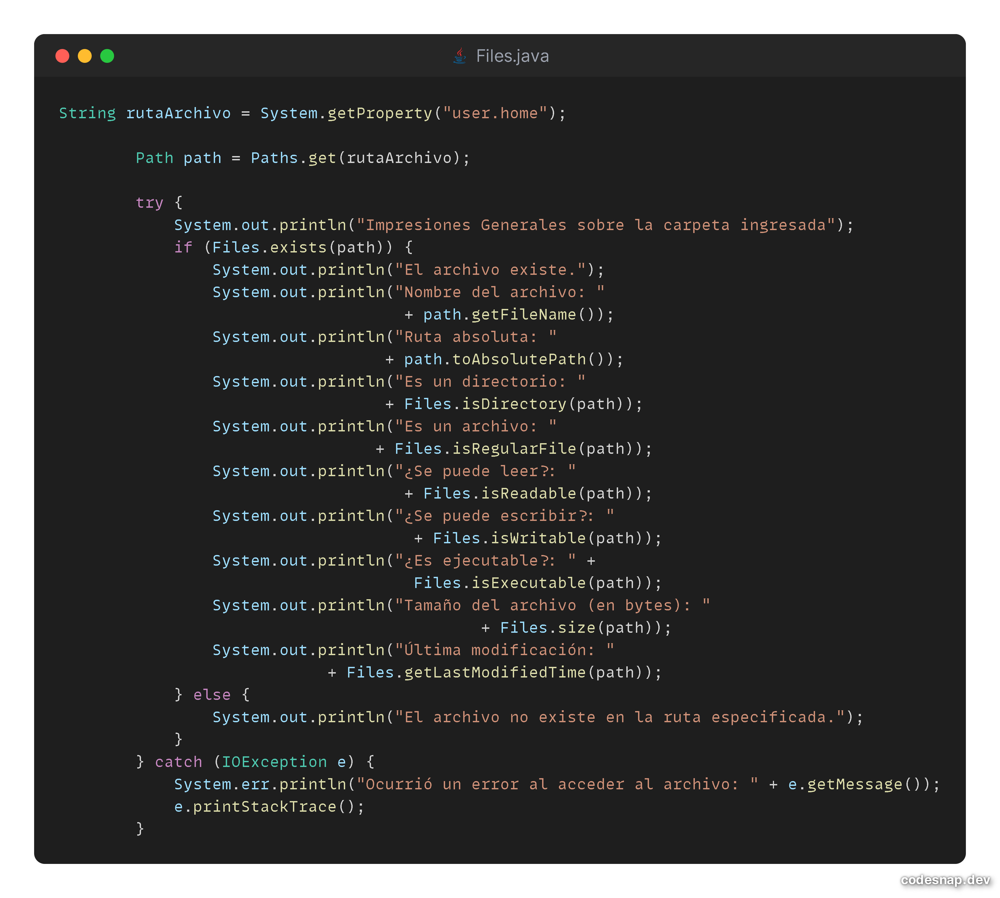 Files.java
String rutaArchivo = System.getProperty("user.home");
Path path = Paths.get(rutaArchivo);
try {
System.out.println("Impresiones Generales sobre la carpeta ingresada");
if (Files.exists(path)) {
System.out.println("El archivo existe.");
System.out.println("Nombre del archivo: "
+ path.getFileName());
System.out.println("Ruta absoluta: "
+ path.toAbsolutePath());
System.out.println("Es un directorio: "
+ Files.isDirectory(path));
System.out.println("Es un archivo: "
+ Files.isRegularFile(path));
System.out.println("¿Se puede leer?: "
+ Files.isReadable(path));
System.out.println("¿Se puede escribir?: "
+ Files.isWritable(path));
System.out.println("¿Es ejecutable?: " +
Files.isExecutable(path));
System.out.println("Tamaño del archivo (en bytes): "
+ Files.size(path));
System.out.println("Última modificación: "
+ Files.getLastModifiedTime(path));
} else {
System.out.println("El archivo no existe en la ruta especificada.");
}
} catch (IOException e) {
System.err.println("Ocurrió un error al acceder al archivo: " + e.getMessage());
e.printStackTrace();
}
codesnap.dev